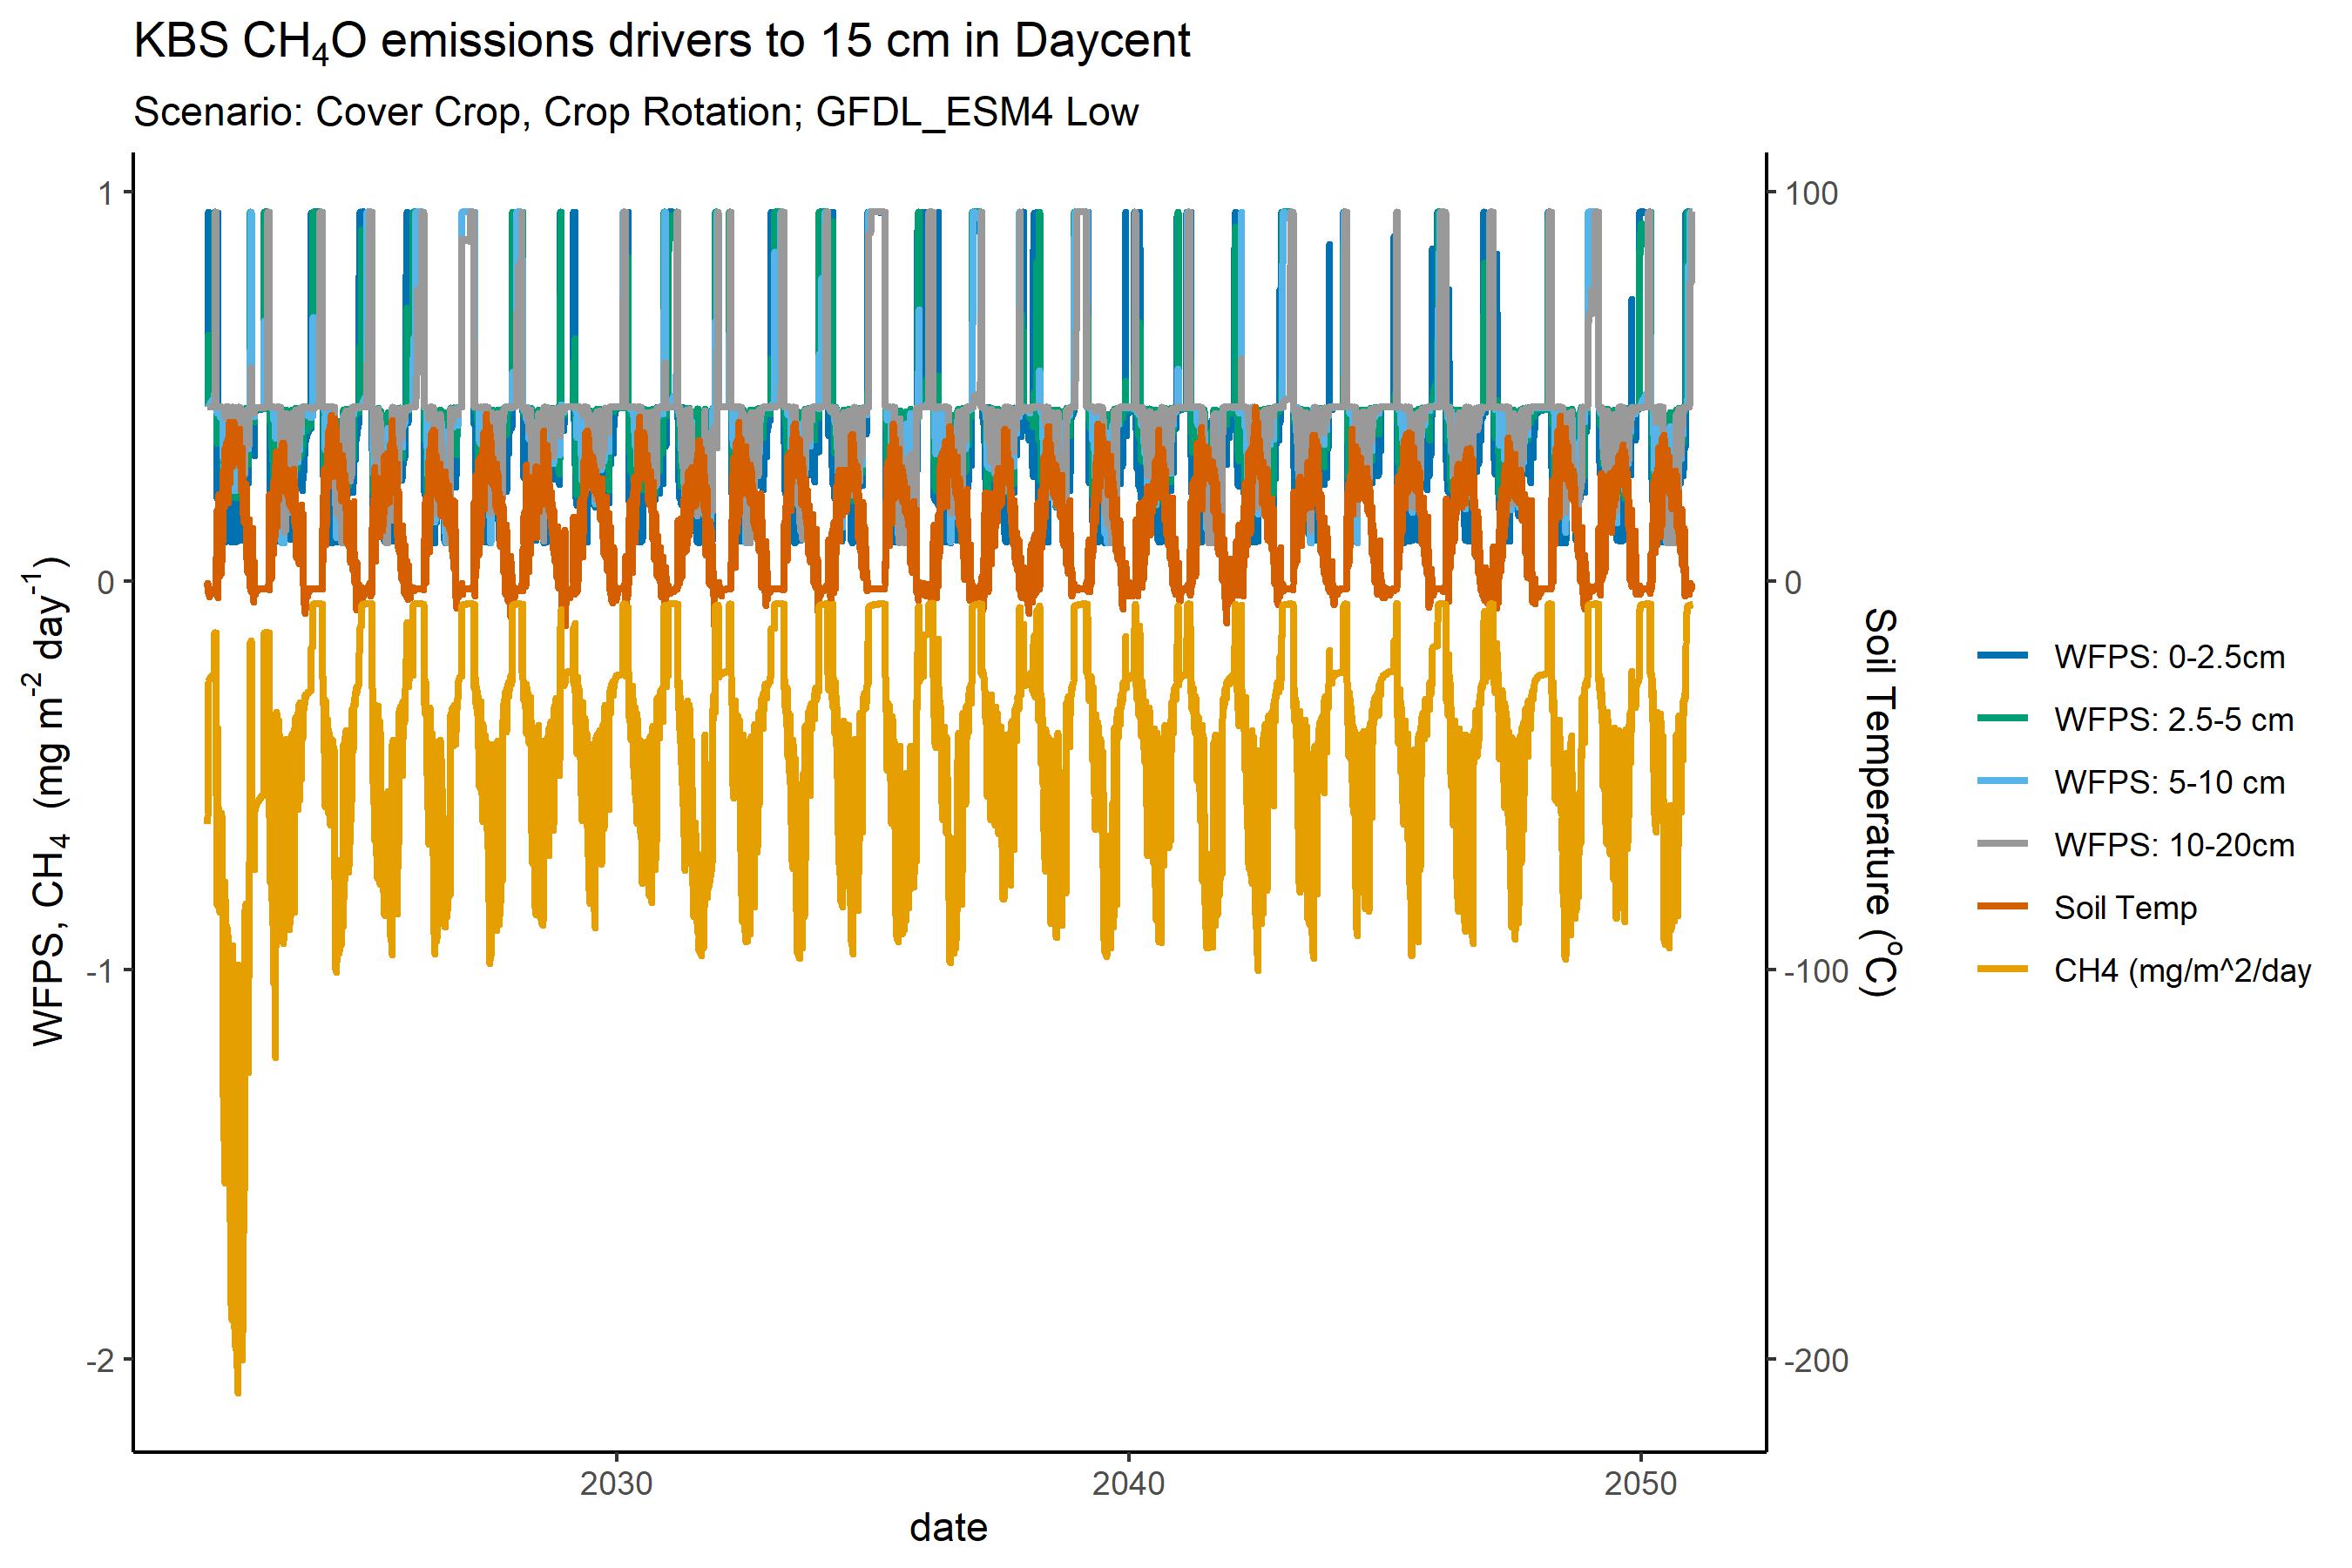 KBS CH₄O emissions drivers to 15 cm in Daycent
Scenario: Cover Crop, Crop Rotation; GFDL_ESM4 Low
1
0
-1
-2
WFPS, CH₄ (mg m⁻² day⁻¹)
100
0
-100
-200
Soil Temperature (ºC)
2030
2040
2050
date
WFPS: 0-2.5cm
WFPS: 2.5-5 cm
WFPS: 5-10 cm
WFPS: 10-20cm
Soil Temp
CH4 (mg/m^2/day